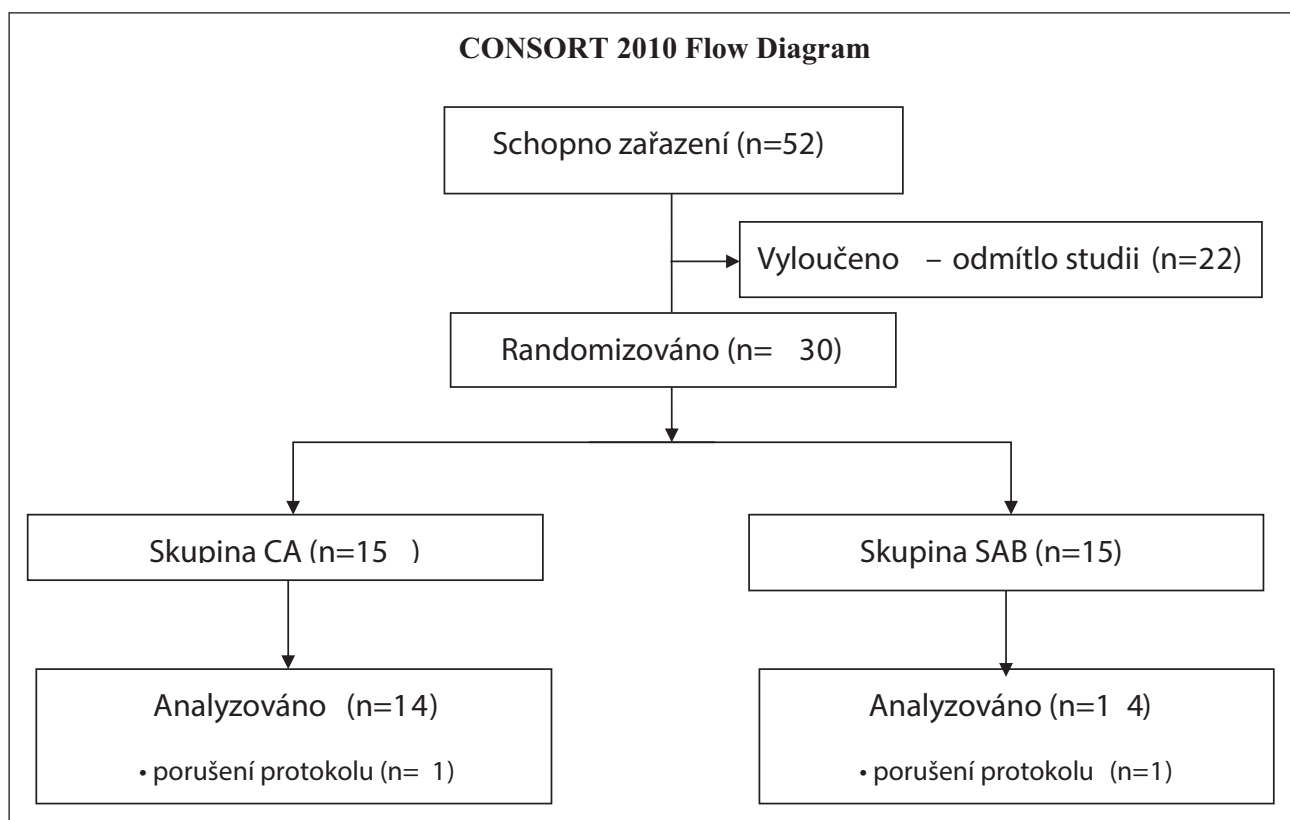 CONSORT 2010 Flow Diagram
Schopno zařazení (n=52)
Vyloučeno – odmítlo studii (n=22)
Randomizováno (n= 30)
Skupina CA (n=15 )
Skupina SAB (n=15)
Analyzováno (n=14)
• porušení protokolu (n= 1)
Analyzováno (n=1 4)
• porušení protokolu (n=1)